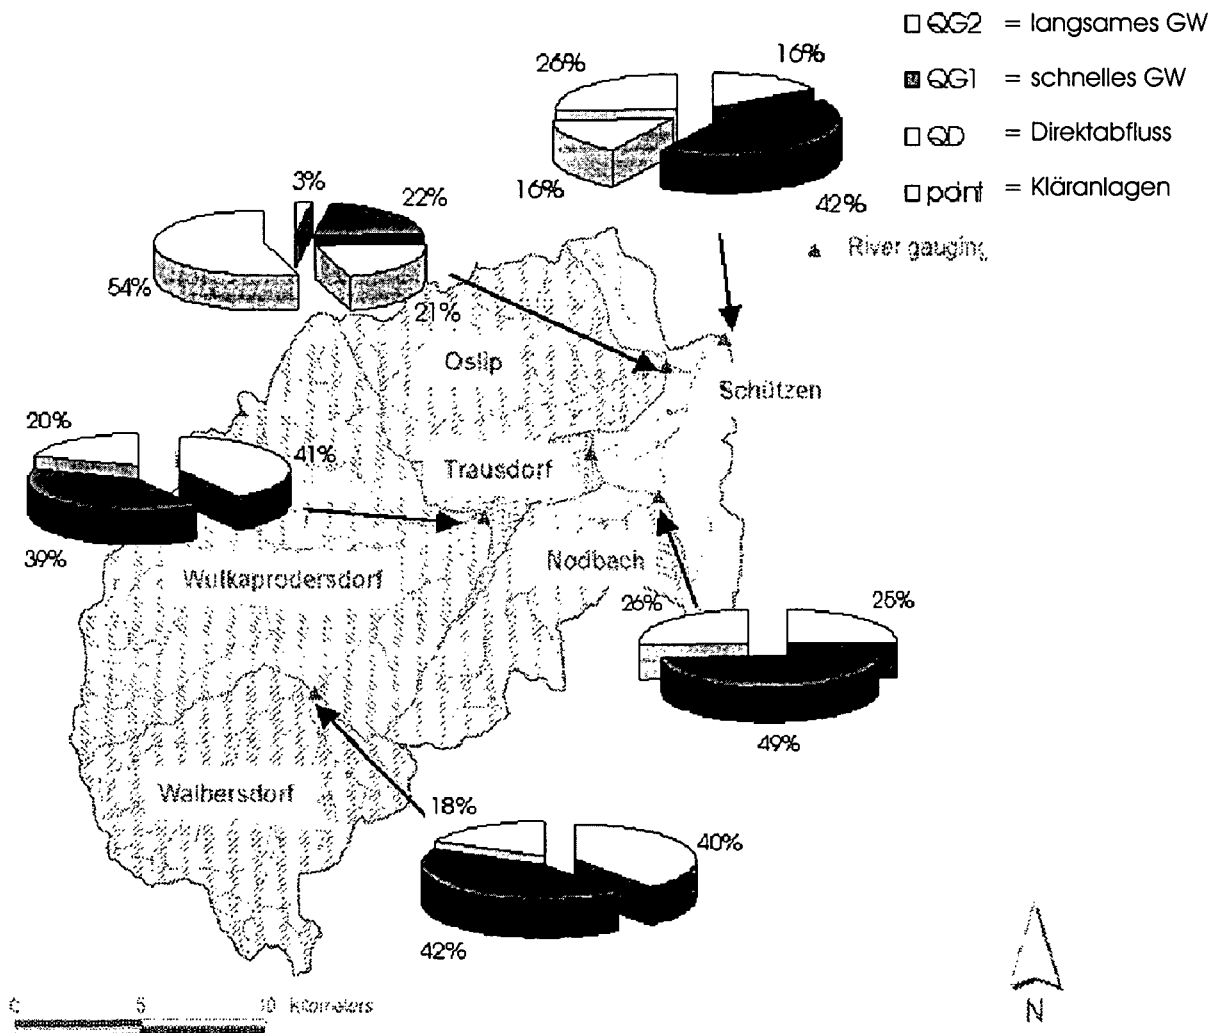 QG2 = langsames GW
QG1 = schnelles GW
QD = Direktabfluss
point = Kläranlagen
River gauging
26%
16%
16%
42%
3%
22%
54%
21%
Oslip
Schützen
20%
41%
39%
Trausdorf
Wulkaprodersdorf
Nodbach
26%
25%
49%
Walbersdorf
18%
40%
42%
0 5 10 Kilometers
N